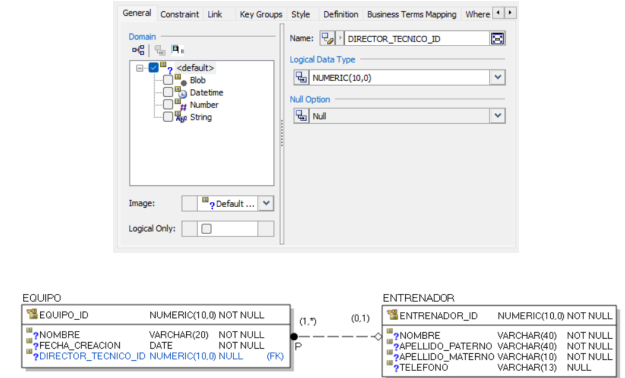 General Constraint Link Key Groups Style Definition Business Terms Mapping Where
Domain
<default>
Blob
Datetime
Number
String
Image: Default ...
Logical Only:
Name: DIRECTOR_TECNICO_ID
Logical Data Type
NUMERIC(10,0)
Null Option
Null
EQUIPO
EQUIPO_ID NUMERIC(10,0) NOT NULL
NOMBRE VARCHAR(20) NOT NULL
FECHA_CREACION DATE NOT NULL
DIRECTOR_TECNICO_ID NUMERIC(10,0) NULL (FK)
(1,*) (0,1)
P
ENTRENADOR
ENTRENADOR_ID NUMERIC(10,0) NOT NULL
NOMBRE VARCHAR(40) NOT NULL
APELLIDO_PATERNO VARCHAR(40) NOT NULL
APELLIDO_MATERNO VARCHAR(10) NOT NULL
TELEFONO VARCHAR(13) NULL